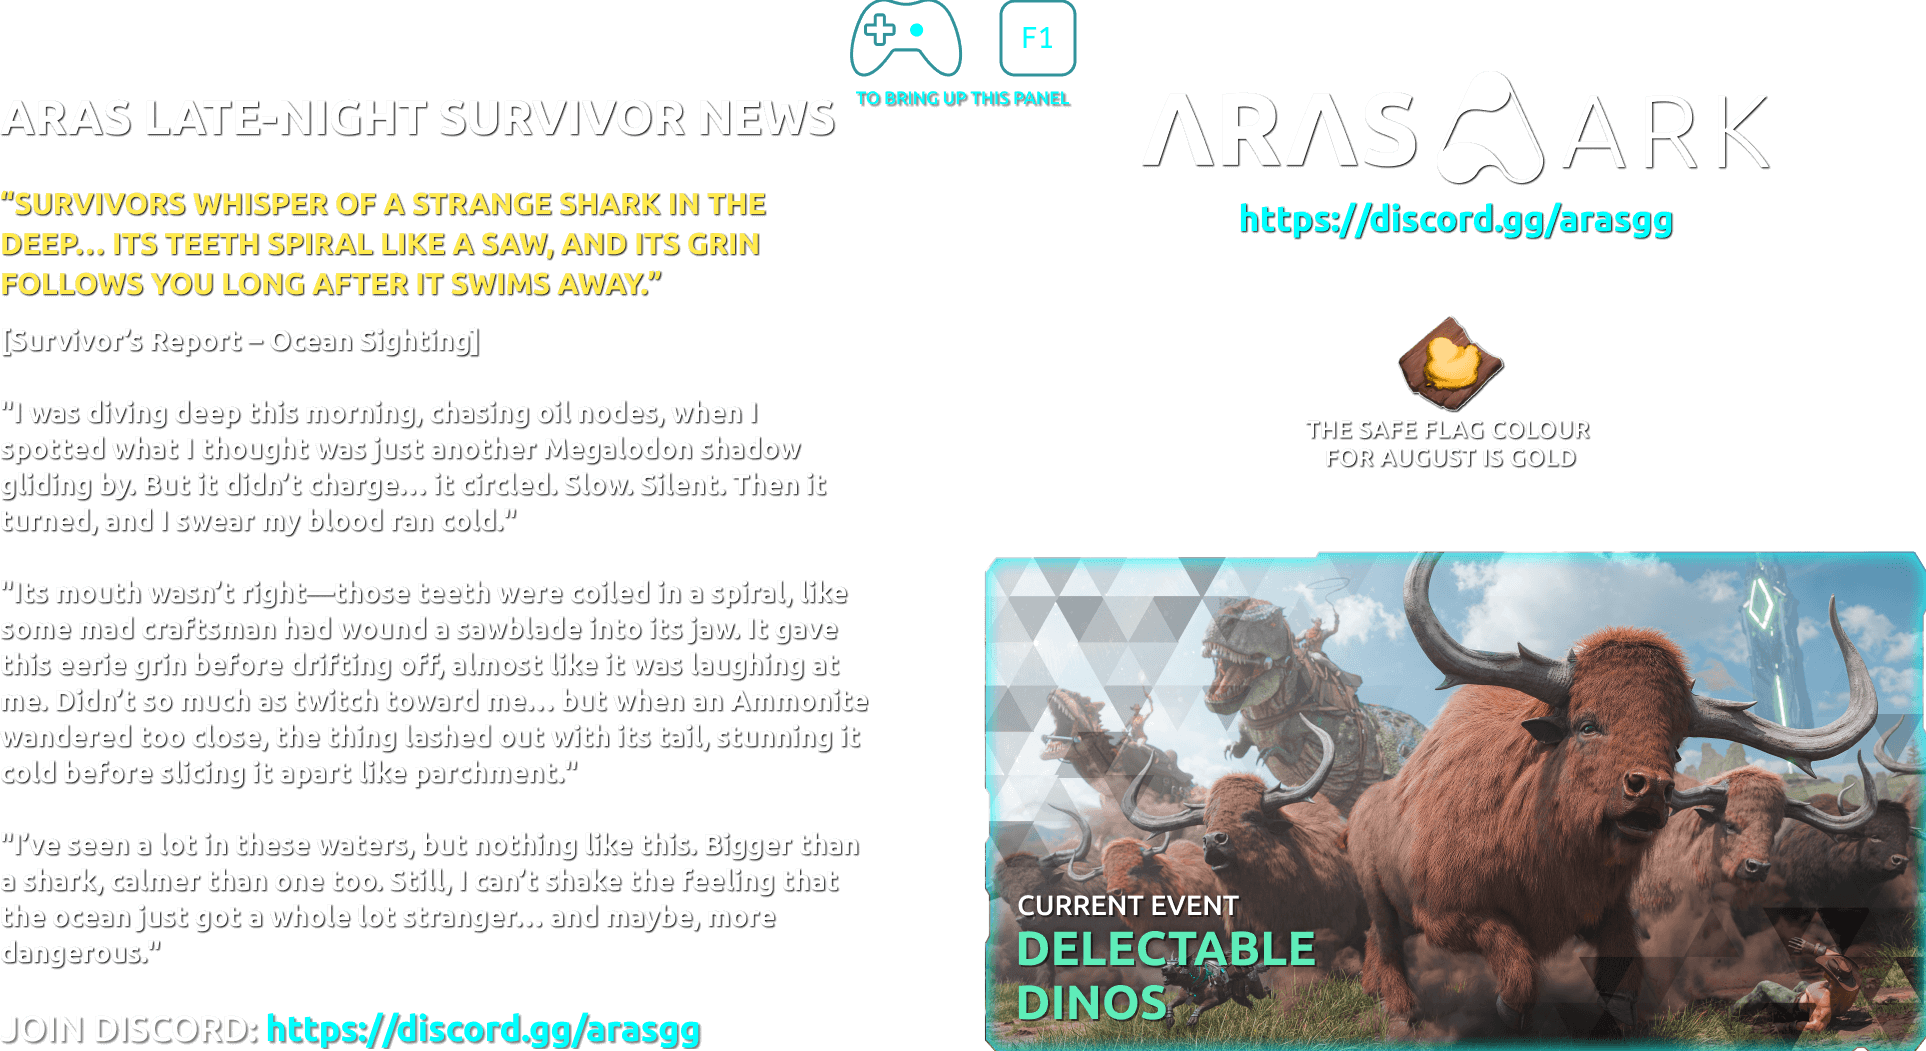 F1
TO BRING UP THIS PANEL
ARAS LATE-NIGHT SURVIVOR NEWS
“SURVIVORS WHISPER OF A STRANGE SHARK IN THE
DEEP… ITS TEETH SPIRAL LIKE A SAW, AND ITS GRIN
FOLLOWS YOU LONG AFTER IT SWIMS AWAY.”
[Survivor’s Report – Ocean Sighting]
"I was diving deep this morning, chasing oil nodes, when I
spotted what I thought was just another Megalodon shadow
gliding by. But it didn’t charge… it circled. Slow. Silent. Then it
turned, and I swear my blood ran cold."
"Its mouth wasn’t right—those teeth were coiled in a spiral, like
some mad craftsman had wound a sawblade into its jaw. It gave
this eerie grin before drifting off, almost like it was laughing at
me. Didn’t so much as twitch toward me… but when an Ammonite
wandered too close, the thing lashed out with its tail, stunning it
cold before slicing it apart like parchment."
"I’ve seen a lot in these waters, but nothing like this. Bigger than
a shark, calmer than one too. Still, I can’t shake the feeling that
the ocean just got a whole lot stranger… and maybe, more
dangerous."
JOIN DISCORD: https://discord.gg/arasgg
ARAS ARK
https://discord.gg/arasgg
THE SAFE FLAG COLOUR
FOR AUGUST IS GOLD
CURRENT EVENT
DELECTABLE
DINOS